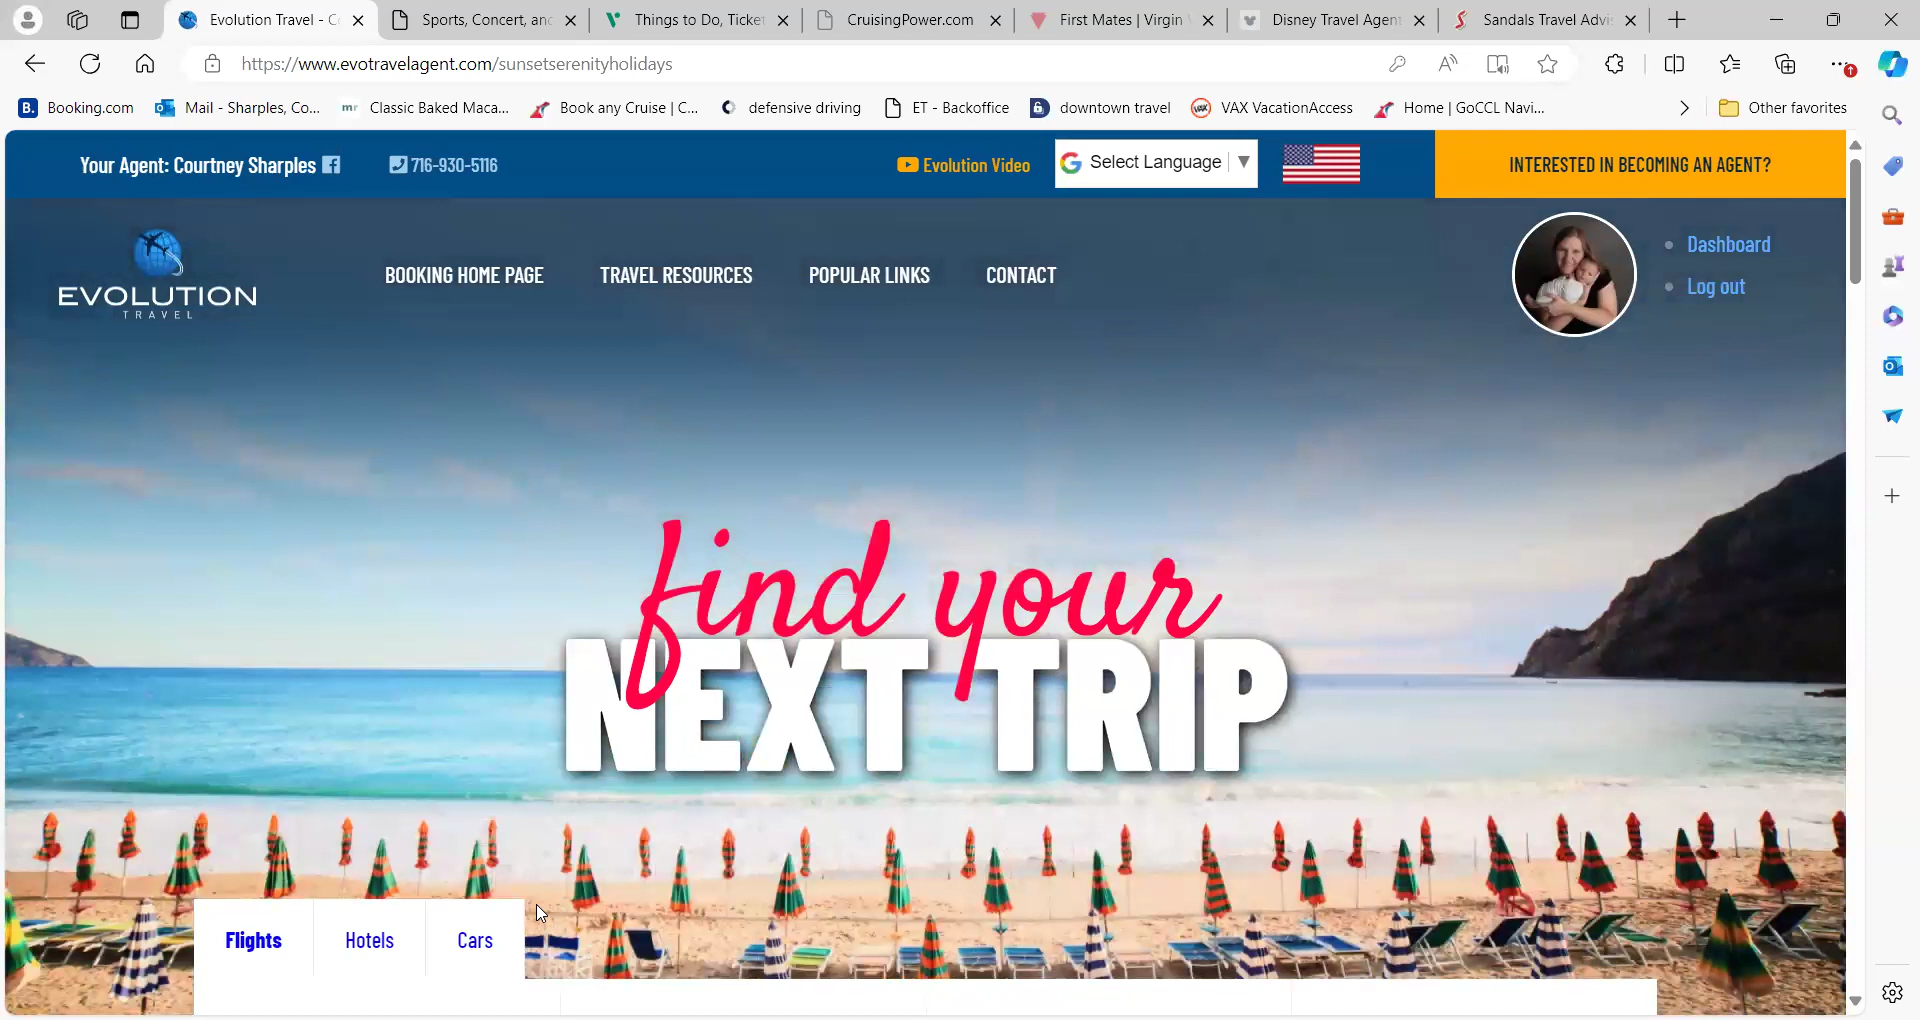 Evolution Travel - C
Sports, Concert, an
Things to Do, Ticket
CruisingPower.com
First Mates | Virgin
Disney Travel Agen
Sandals Travel Advi
https://www.evotravelagent.com/sunsetserenityholidays
B. Booking.com
Mail - Sharples, Co...
mr Classic Baked Maca...
Book any Cruise | C...
defensive driving
ET - Backoffice
downtown travel
VAX VacationAccess
Home | GoCCL Navi...
Other favorites
Your Agent: Courtney Sharples
716-930-5116
Evolution Video
Select Language
INTERESTED IN BECOMING AN AGENT?
EVOLUTION
TRAVEL
BOOKING HOME PAGE
TRAVEL RESOURCES
POPULAR LINKS
CONTACT
Dashboard
Log out
find your
NEXT TRIP
Flights
Hotels
Cars